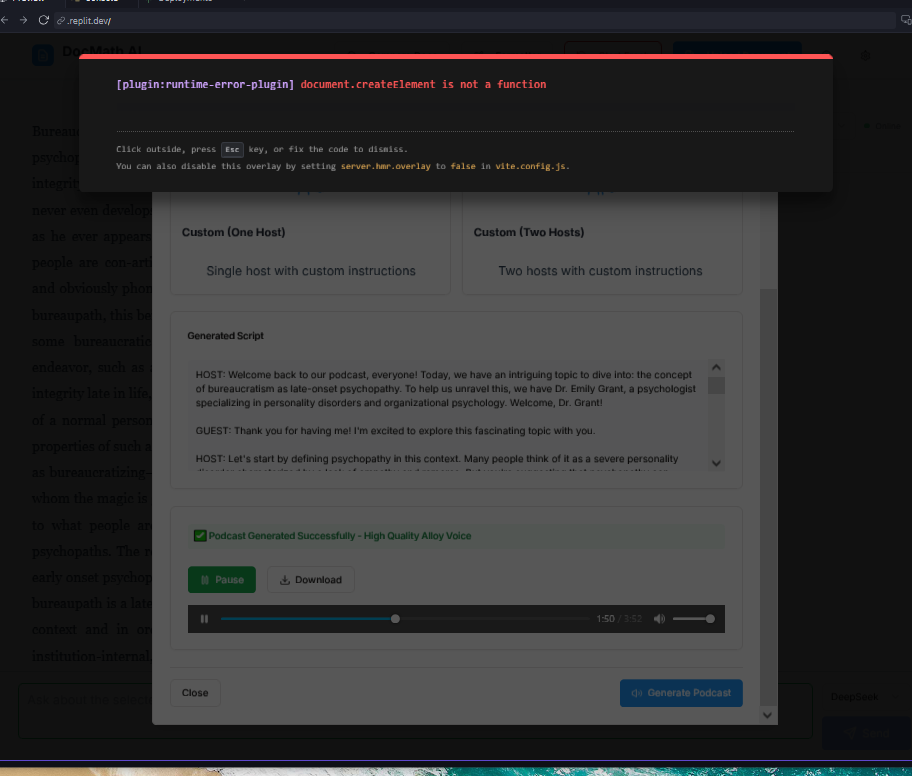 Preview
Console
Deployments
.replit.dev/
DocMath AI
[plugin:runtime-error-plugin] document.createElement is not a function
Click outside, press Esc key, or fix the code to dismiss.
You can also disable this overlay by setting server.hmr.overlay to false in vite.config.js.
psychop
integrity
never even develop
as he ever appears
people are con-arti
and obviously phon
bureaupath, this be
some bureaucratic
endeavor, such as
integrity late in life,
of a normal person
properties of such a
as bureaucratizing-
whom the magic is
to what people are
psychopaths. The r
early onset psychop
bureaupath is a late
context and in ord
institution-internal,
Custom (One Host)
Single host with custom instructions
Custom (Two Hosts)
Two hosts with custom instructions
Generated Script
HOST: Welcome back to our podcast, everyone! Today, we have an intriguing topic to dive into: the concept
of bureaucratism as late-onset psychopathy. To help us unravel this, we have Dr. Emily Grant, a psychologist
specializing in personality disorders and organizational psychology. Welcome, Dr. Grant!
GUEST: Thank you for having me! I'm excited to explore this fascinating topic with you.
HOST: Let's start by defining psychopathy in this context. Many people think of it as a severe personality
Podcast Generated Successfully - High Quality Alloy Voice
Pause
Download
1:50 / 3:52
Close
Generate Podcast
DeepSeek